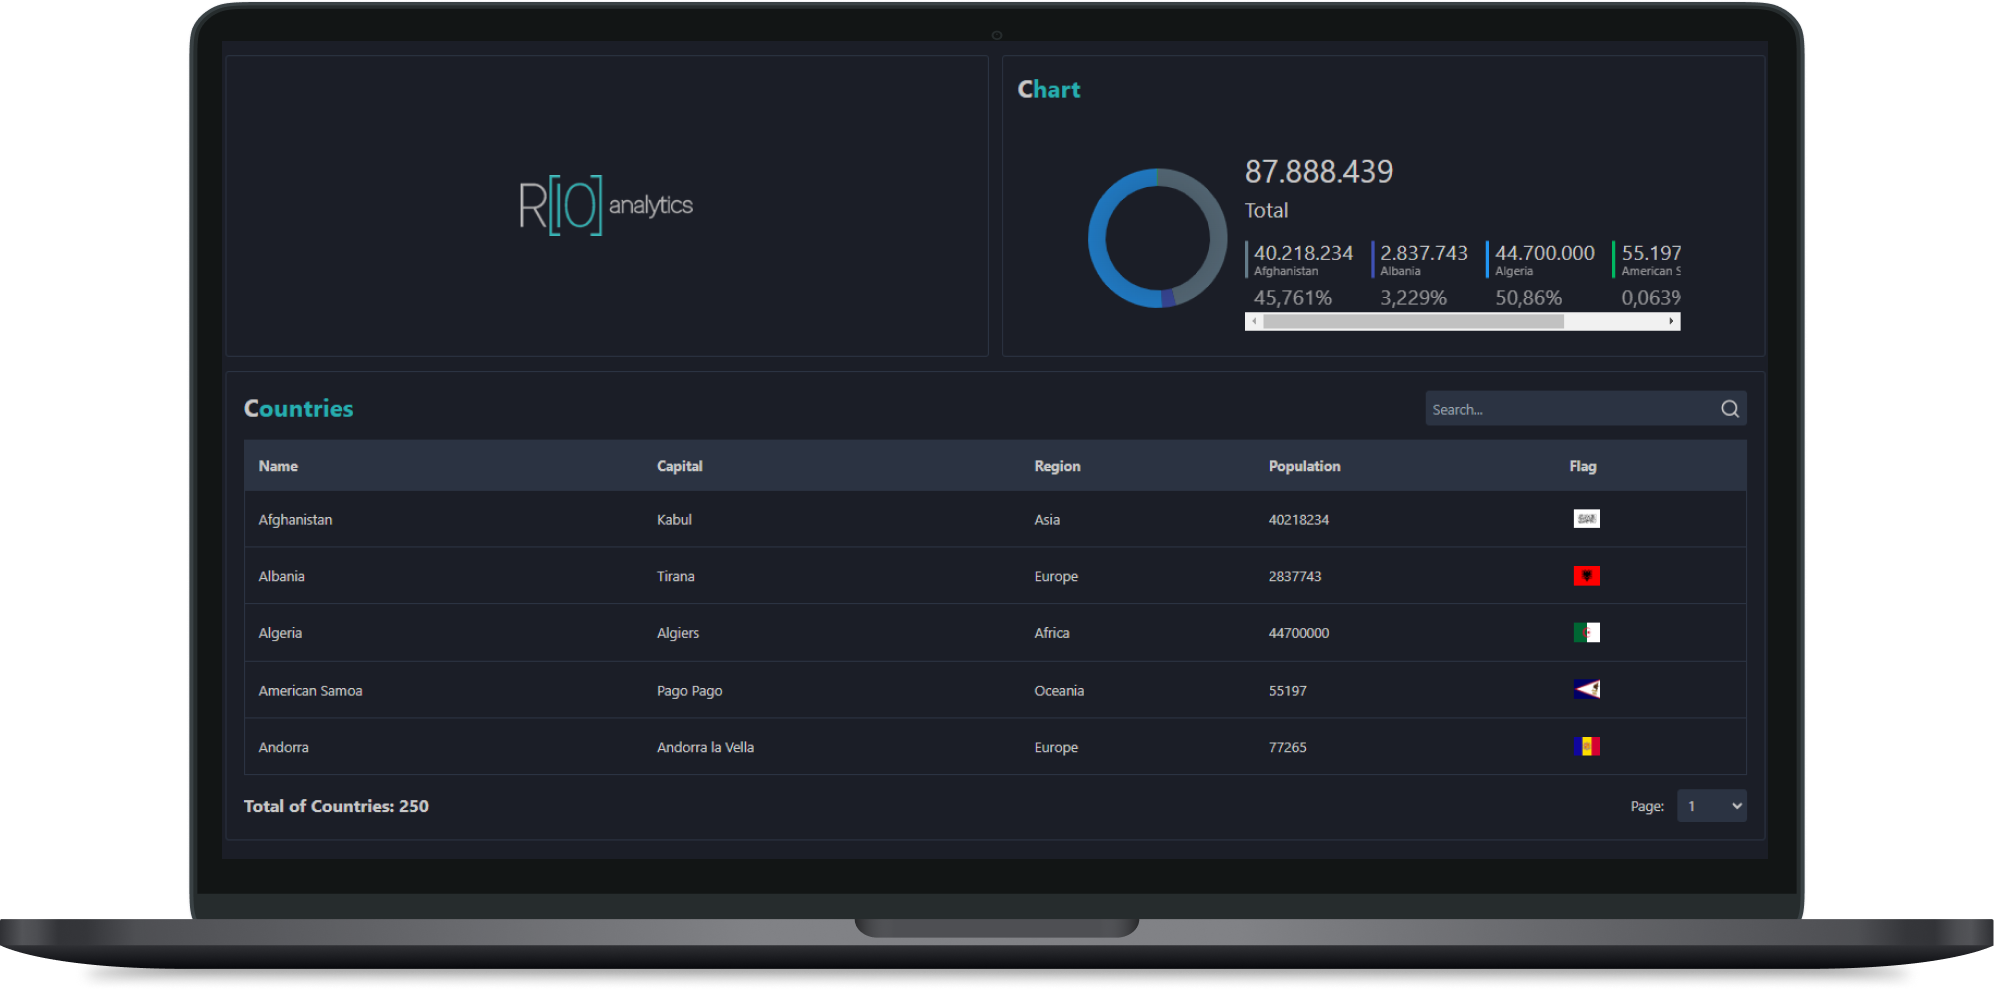 R[IO] analytics
Chart
87.888.439
Total
40.218.234 2.837.743 44.700.000 55.197
Afghanistan Albania Algeria American S
45,761% 3,229% 50,86% 0,063%
Countries
Search...
Name Capital Region Population Flag
Afghanistan Kabul Asia 40218234
Albania Tirana Europe 2837743
Algeria Algiers Africa 44700000
American Samoa Pago Pago Oceania 55197
Andorra Andorra la Vella Europe 77265
Total of Countries: 250
Page: 1